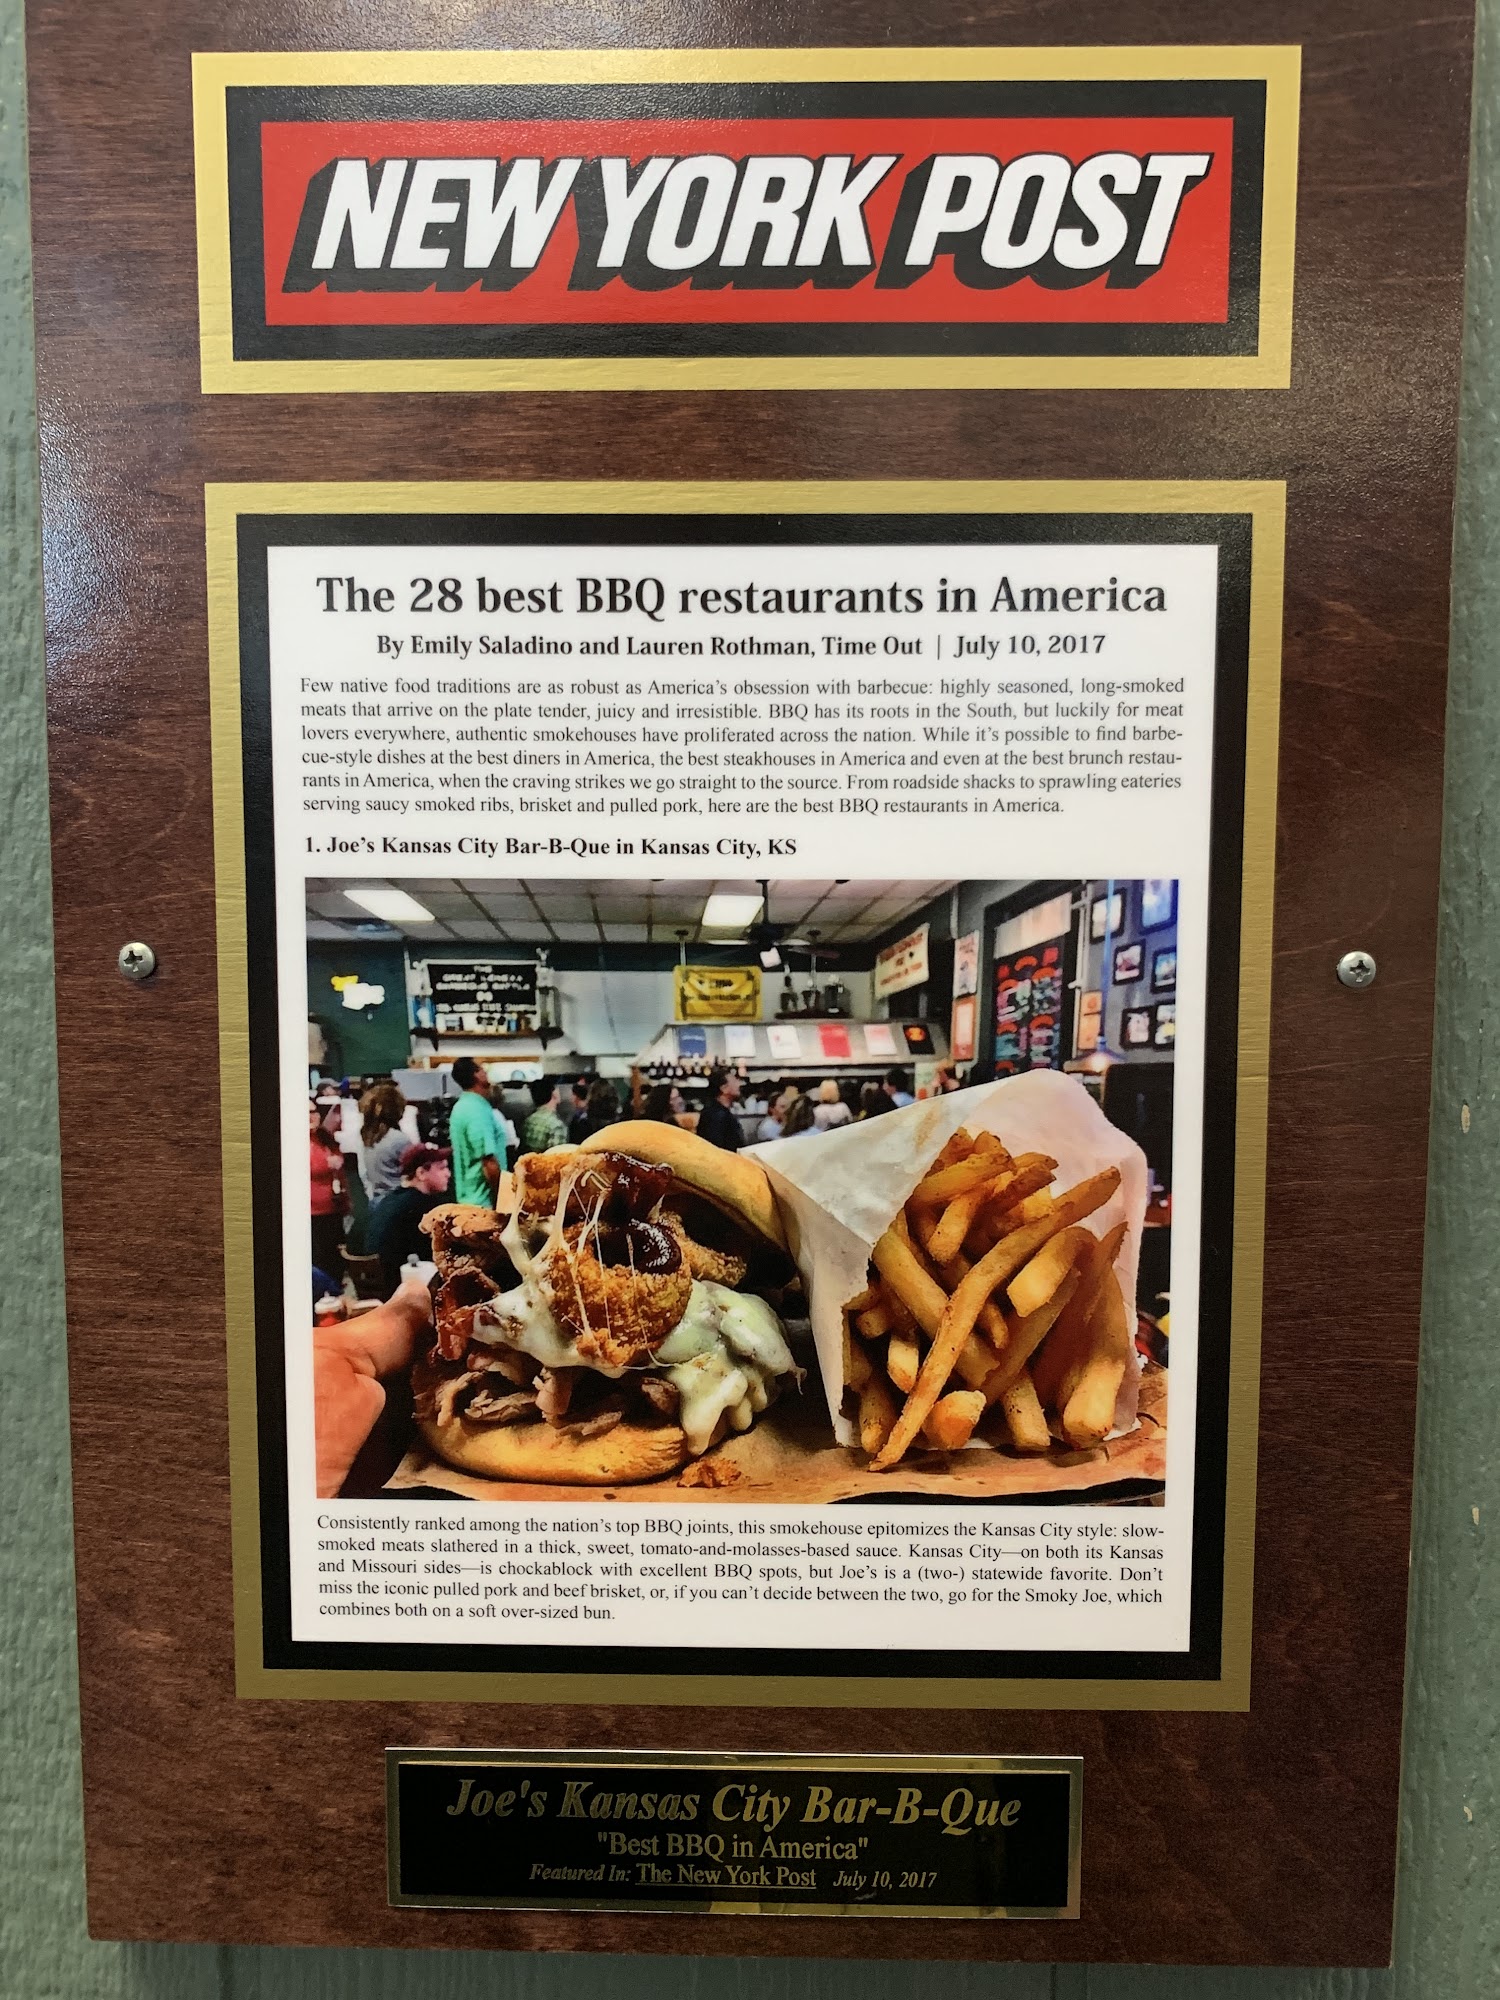 NEW YORK POST
The 28 best BBQ restaurants in America
By Emily Saladino and Lauren Rothman, Time Out | July 10, 2017
Few native food traditions are as robust as America's obsession with barbecue: highly seasoned, long-smoked
meats that arrive on the plate tender, juicy and irresistible. BBQ has its roots in the South, but luckily for meat
lovers everywhere, authentic smokehouses have proliferated across the nation. While it's possible to find barbe-
cue-style dishes at the best diners in America, the best steakhouses in America and even at the best brunch restau-
rants in America, when the craving strikes we go straight to the source. From roadside shacks to sprawling eateries
serving saucy smoked ribs, brisket and pulled pork, here are the best BBQ restaurants in America.
1. Joe's Kansas City Bar-B-Que in Kansas City, KS
Consistently ranked among the nation's top BBQ joints, this smokehouse epitomizes the Kansas City style: slow-
smoked meats slathered in a thick, sweet, tomato-and-molasses-based sauce. Kansas City—on both its Kansas
and Missouri sides—is chockablock with excellent BBQ spots, but Joe's is a (two-) statewide favorite. Don't
miss the iconic pulled pork and beef brisket, or, if you can't decide between the two, go for the Smoky Joe, which
combines both on a soft over-sized bun.
Joe's Kansas City Bar-B-Que
"Best BBQ in America"
Featured In: The New York Post July 10, 2017